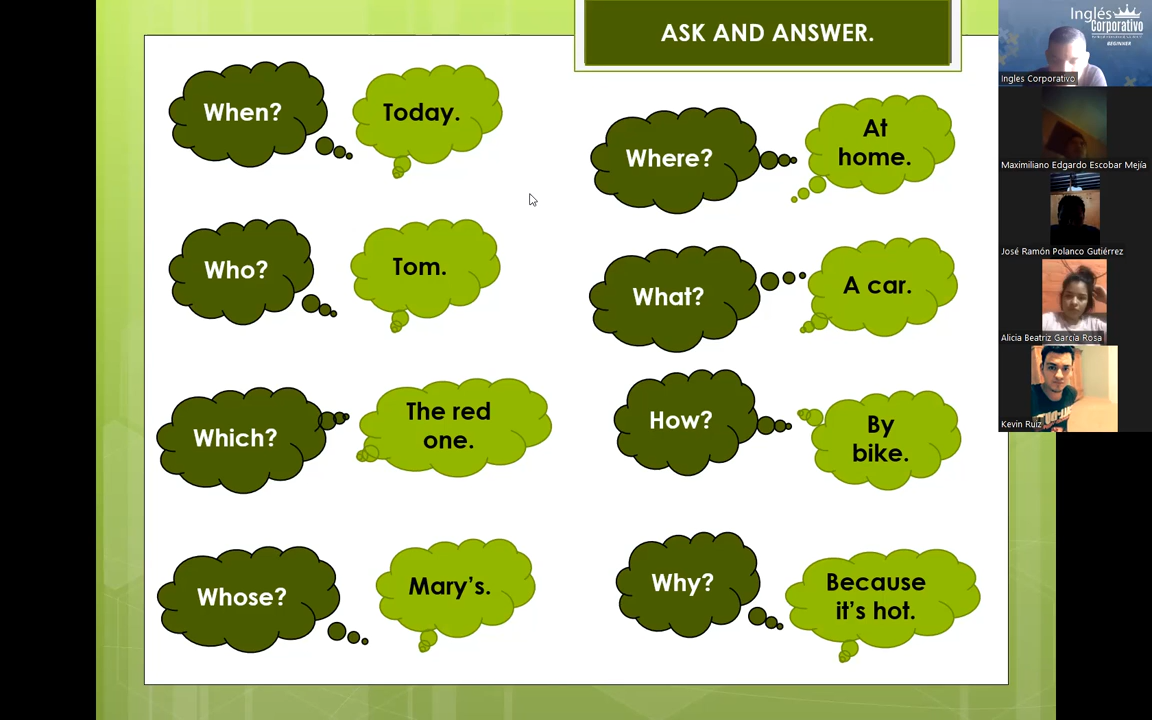 ASK AND ANSWER.
When?
Today.
Where?
At
home.
Who?
Tom.
What?
A car.
Which?
The red
one.
How?
By
bike.
Whose?
Mary's.
Why?
Because
it's hot.
Inglés
Corporativo
BEGINNER
Ingles Corporativo
Maximiliano Edgardo Escobar Mejía
José Ramón Polanco Gutiérrez
Alicia Beatriz García Rosa
Kevin Ruiz